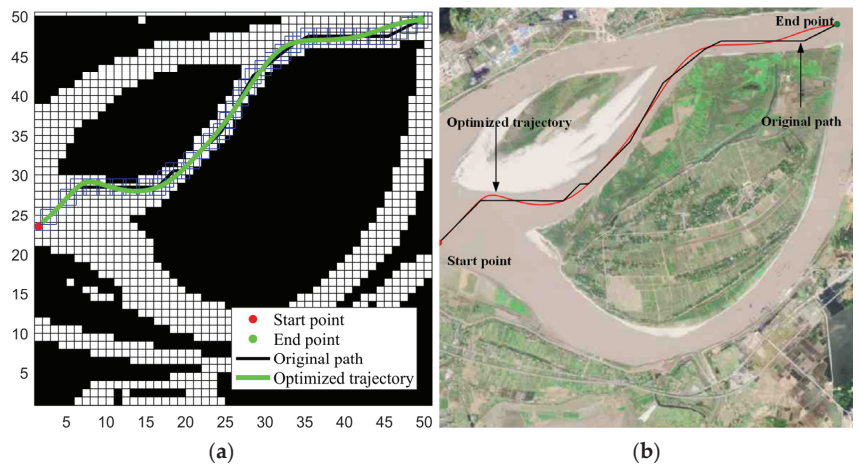 50
45
40
35
30
25
20
15
10
5
5 10 15 20 25 30 35 40 45 50
Start point
End point
Original path
Optimized trajectory
(a)
End point
Optimized trajectory
Original path
Start point
(b)